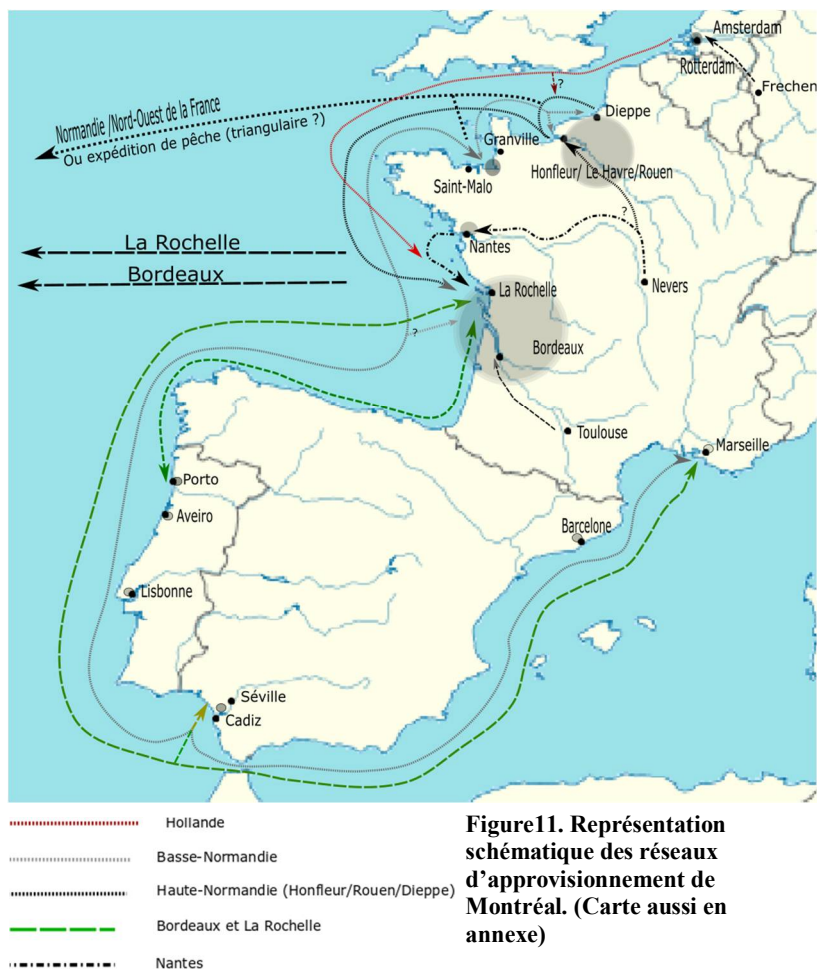 Amsterdam
Rotterdam
Frechen
?
Dieppe
Normandie /Nord-Ouest de la France
Ou expédition de pêche (triangulaire ?)
Granville
Honfleur/ Le Havre/Rouen
Saint-Malo
?
La Rochelle
Nantes
Bordeaux
Nevers
La Rochelle
?
Bordeaux
Toulouse
Marseille
Porto
Aveiro
Barcelone
Lisbonne
Séville
Cadiz
Hollande
Basse-Normandie
Haute-Normandie (Honfleur/Rouen/Dieppe)
Bordeaux et La Rochelle
Nantes
Figure11. Représentation
schématique des réseaux
d’approvisionnement de
Montréal. (Carte aussi en
annexe)